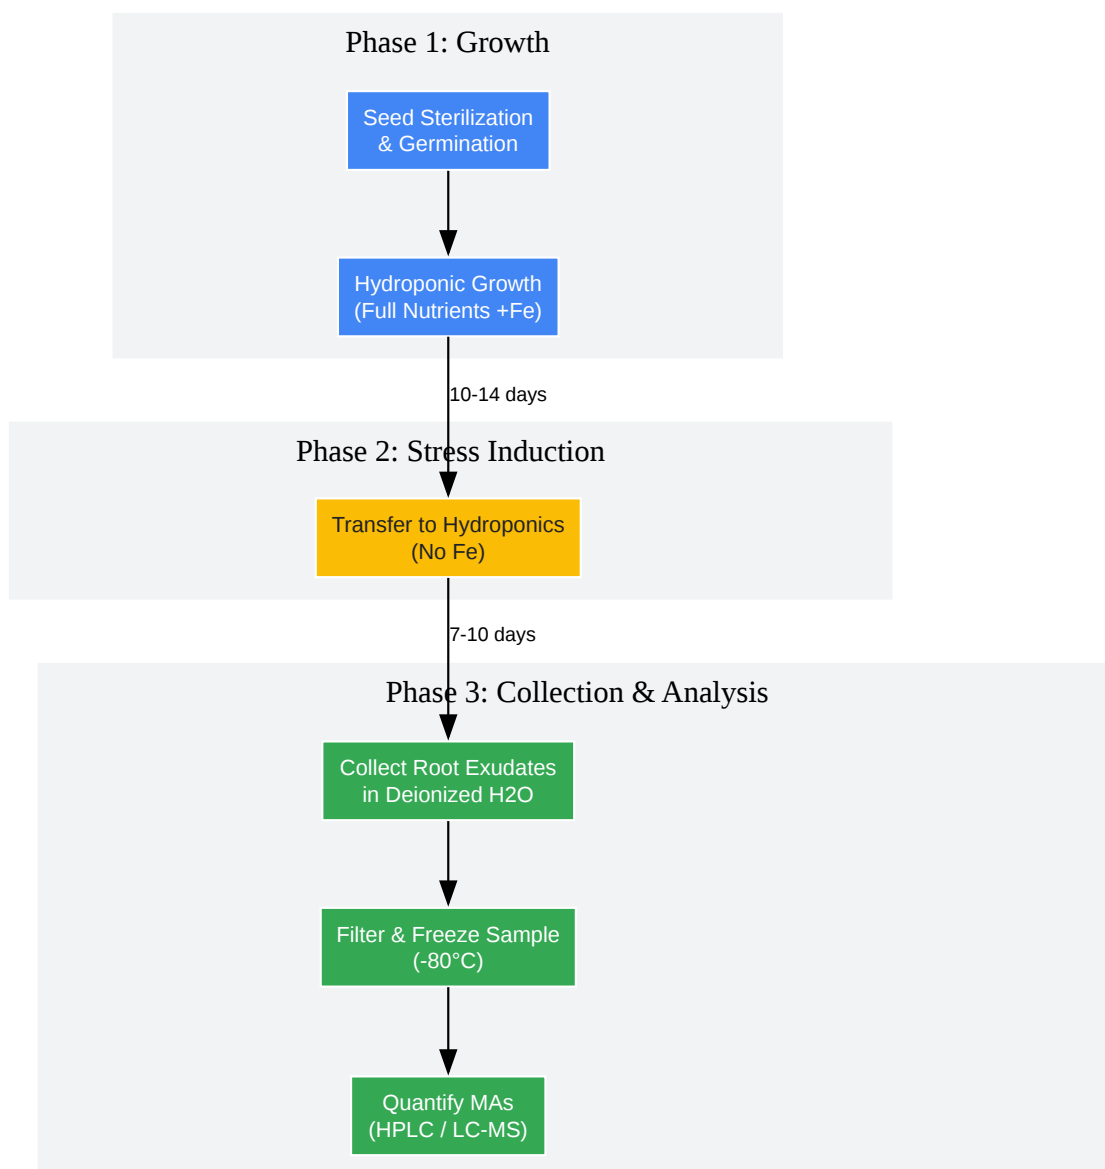 Phase 1: Growth
Seed Sterilization
& Germination
Hydroponic Growth
(Full Nutrients +Fe)
10-14 days
Phase 2: Stress Induction
Transfer to Hydroponics
(No Fe)
7-10 days
Phase 3: Collection & Analysis
Collect Root Exudates
in Deionized H2O
Filter & Freeze Sample
(-80°C)
Quantify MAs
(HPLC / LC-MS)